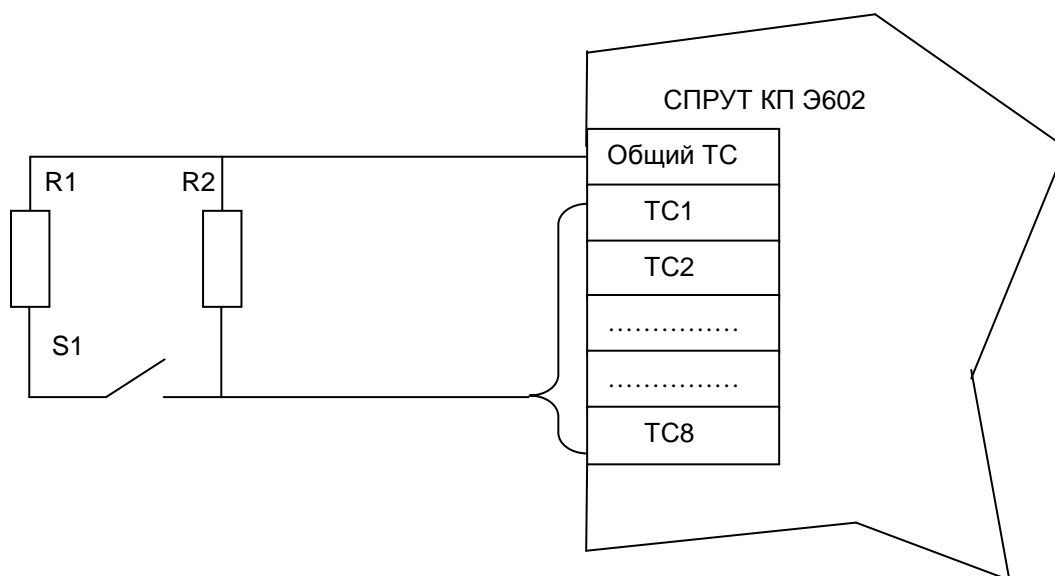 СПРУТ КП Э602
Общий ТС
R1
R2
ТС1
ТС2
……………
S1
……………
ТС8